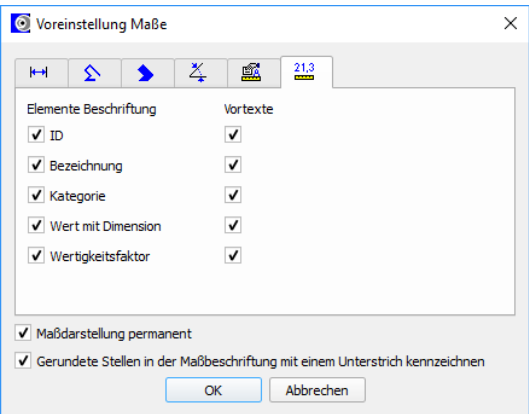 Voreinstellung Maße
21,3
Elemente Beschriftung Vortexte
ID
Bezeichnung
Kategorie
Wert mit Dimension
Wertigkeitsfaktor
Maßdarstellung permanent
Gerundete Stellen in der Maßbeschriftung mit einem Unterstrich kennzeichnen
OK Abbrechen